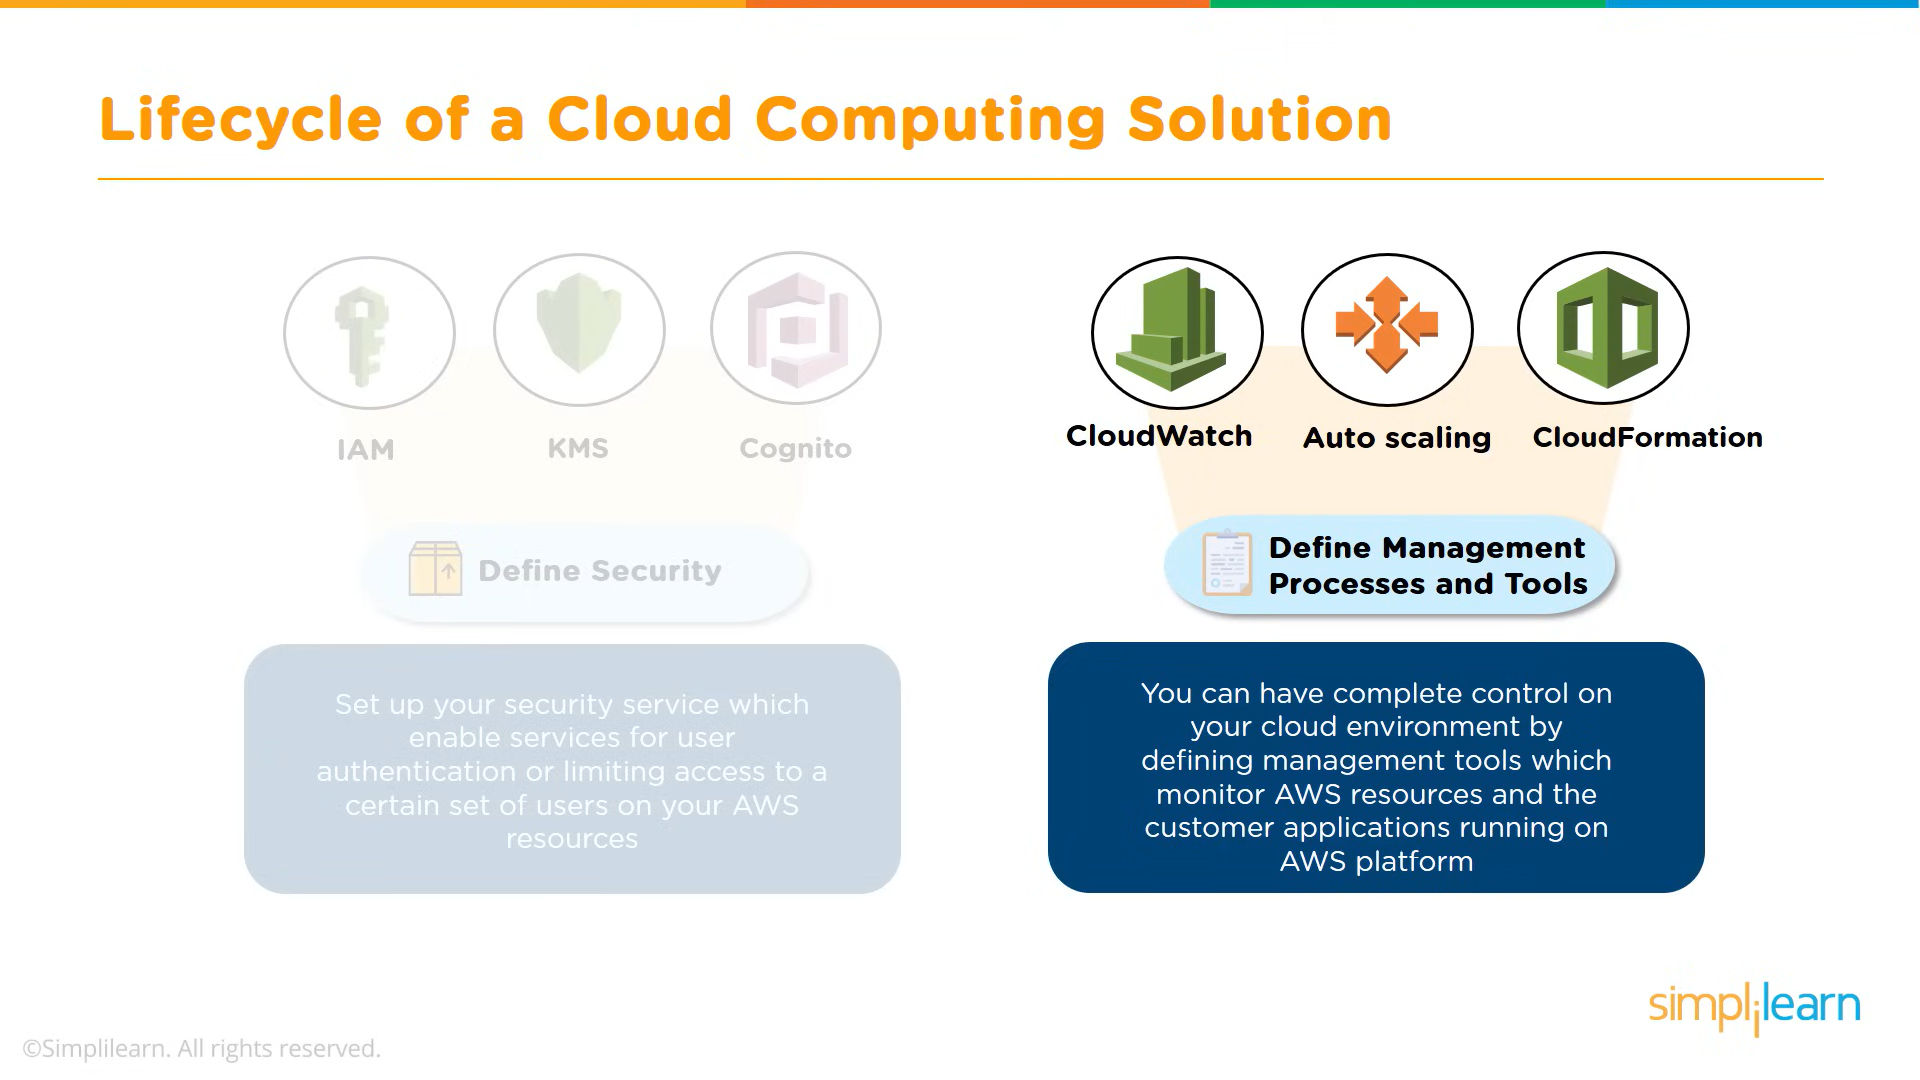 Lifecycle of a Cloud Computing Solution
IAM
KMS
Cognito
Define Security
Set up your security service which
enable services for user
authentication or limiting access to a
certain set of users on your AWS
resources
CloudWatch
Auto scaling
CloudFormation
Define Management
Processes and Tools
You can have complete control on
your cloud environment by
defining management tools which
monitor AWS resources and the
customer applications running on
AWS platform
simplilearn
©Simplilearn. All rights reserved.